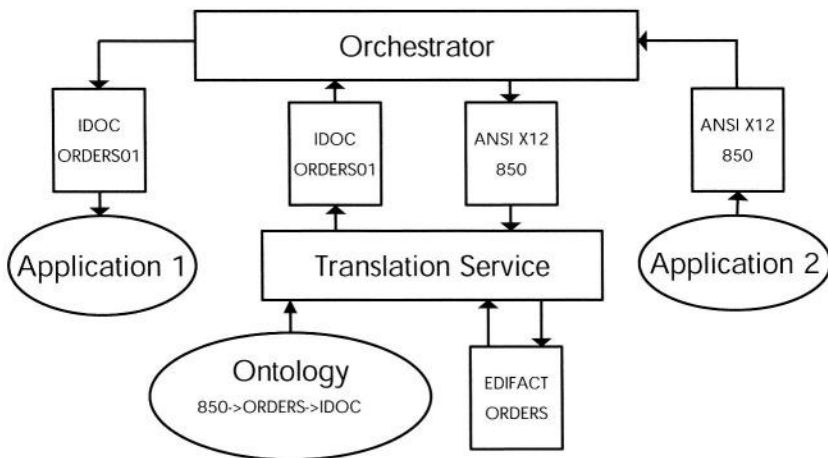 Orchestrator
IDOC
ORDERS01
IDOC
ORDERS01
ANSI X12
850
ANSI X12
850
Application 1
Translation Service
Application 2
Ontology
850->ORDERS->IDOC
EDIFACT
ORDERS